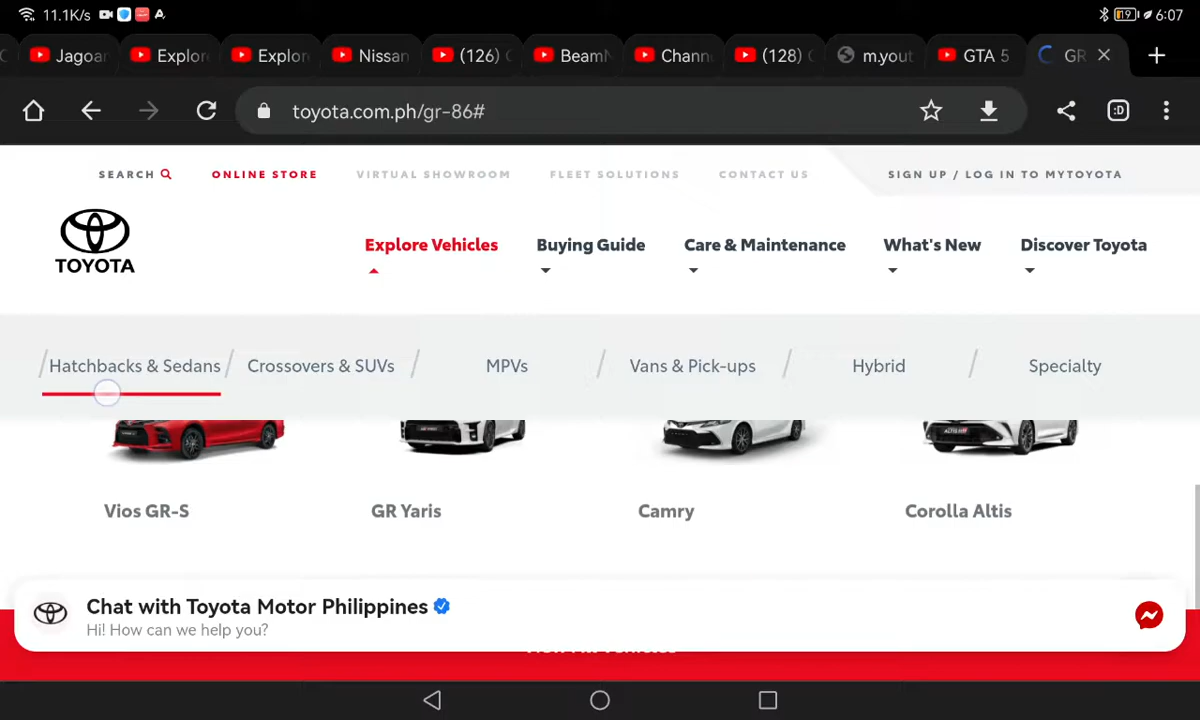 11.1K/s
19
6:07
Jagoar
Explor
Explor
Nissan
(126)
BeamN
Chann
(128)
m.yout
GTA 5
GR
toyota.com.ph/gr-86#
:D
SEARCH
ONLINE STORE
VIRTUAL SHOWROOM
FLEET SOLUTIONS
CONTACT US
SIGN UP / LOG IN TO MYTOYOTA
TOYOTA
Explore Vehicles
Buying Guide
Care & Maintenance
What's New
Discover Toyota
Hatchbacks & Sedans
Crossovers & SUVs
MPVs
Vans & Pick-ups
Hybrid
Specialty
Vios GR-S
GR Yaris
Camry
Corolla Altis
Chat with Toyota Motor Philippines
Hi! How can we help you?